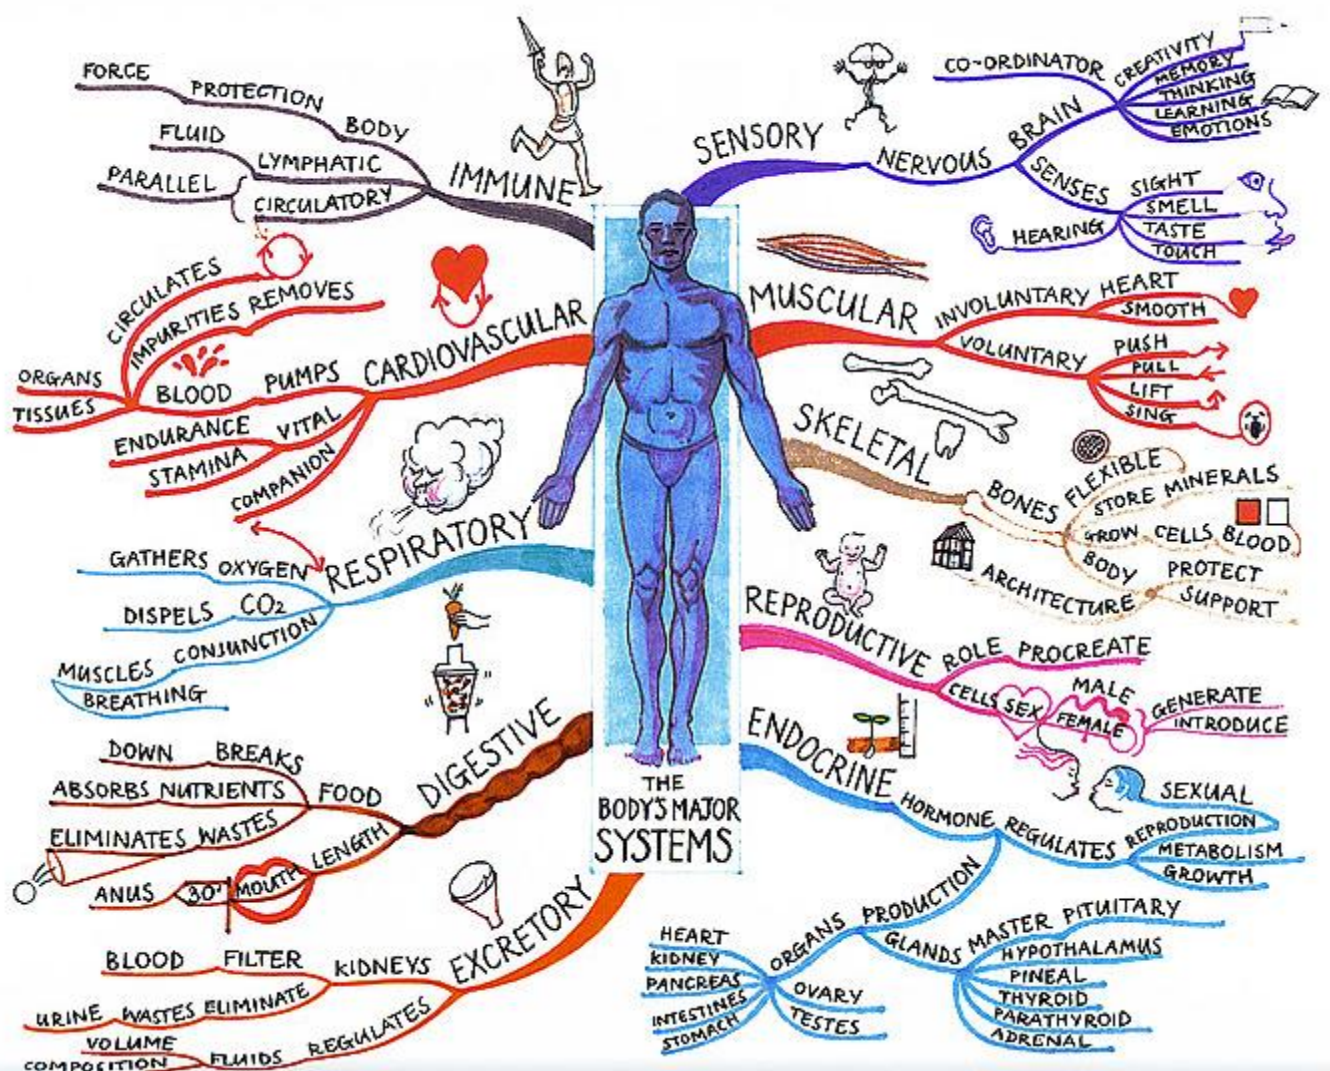 THE
BODY'S MAJOR
SYSTEMS
SENSORY
NERVOUS
BRAIN
CO-ORDINATOR
CREATIVITY
MEMORY
THINKING
LEARNING
EMOTIONS
SENSES
SIGHT
SMELL
TASTE
TOUCH
HEARING
MUSCULAR
INVOLUNTARY
HEART
SMOOTH
VOLUNTARY
PUSH
PULL
LIFT
SING
SKELETAL
BONES
FLEXIBLE
STORE MINERALS
GROW CELLS BLOOD
BODY
PROTECT
SUPPORT
ARCHITECTURE
REPRODUCTIVE
ROLE PROCREATE
CELLS SEX
MALE
FEMALE
GENERATE
INTRODUCE
ENDOCRINE
HORMONE
REGULATES
REPRODUCTION
SEXUAL
METABOLISM
GROWTH
PRODUCTION
GLANDS
MASTER PITUITARY
HYPOTHALAMUS
PINEAL
THYROID
PARATHYROID
ADRENAL
ORGANS
HEART
KIDNEY
PANCREAS
INTESTINES
STOMACH
OVARY
TESTES
EXCRETORY
KIDNEYS
FILTER
BLOOD
ELIMINATE
WASTES
URINE
REGULATES
FLUIDS
VOLUME
COMPOSITION
DIGESTIVE
FOOD
BREAKS
DOWN
ABSORBS NUTRIENTS
ELIMINATES WASTES
LENGTH
MOUTH
30'
ANUS
RESPIRATORY
GATHERS OXYGEN
DISPELS CO2
CONJUNCTION
MUSCLES
BREATHING
CARDIOVASCULAR
PUMPS
BLOOD
CIRCULATES
IMPURITIES REMOVES
ORGANS
TISSUES
VITAL
ENDURANCE
STAMINA
COMPANION
IMMUNE
BODY
PROTECTION
FORCE
LYMPHATIC
FLUID
CIRCULATORY
PARALLEL